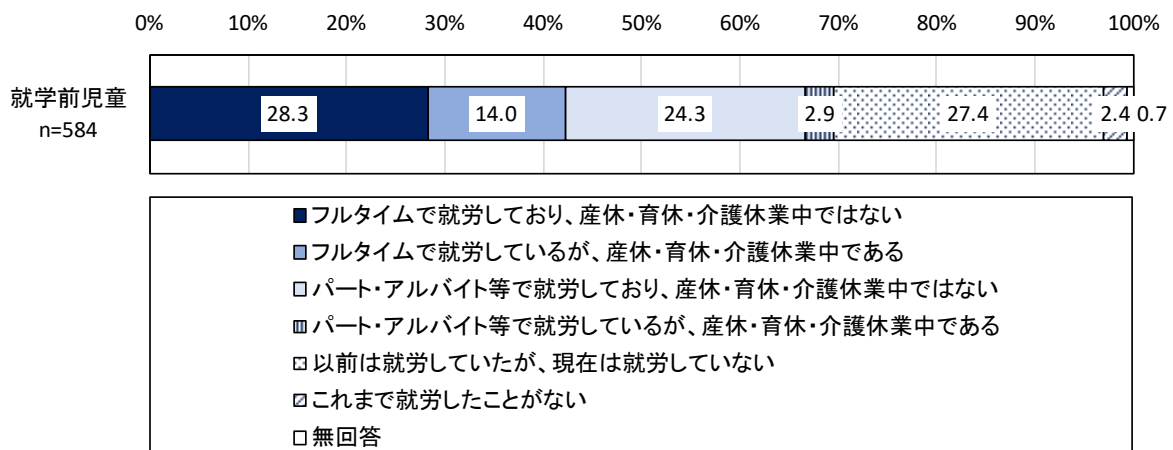 0% 10% 20% 30% 40% 50% 60% 70% 80% 90% 100%
就学前児童
n=584
28.3 14.0 24.3 2.9 27.4 2.4 0.7
フルタイムで就労しており、産休・育休・介護休業中ではない
フルタイムで就労しているが、産休・育休・介護休業中である
パート・アルバイト等で就労しており、産休・育休・介護休業中ではない
パート・アルバイト等で就労しているが、産休・育休・介護休業中である
以前は就労していたが、現在は就労していない
これまで就労したことがない
無回答